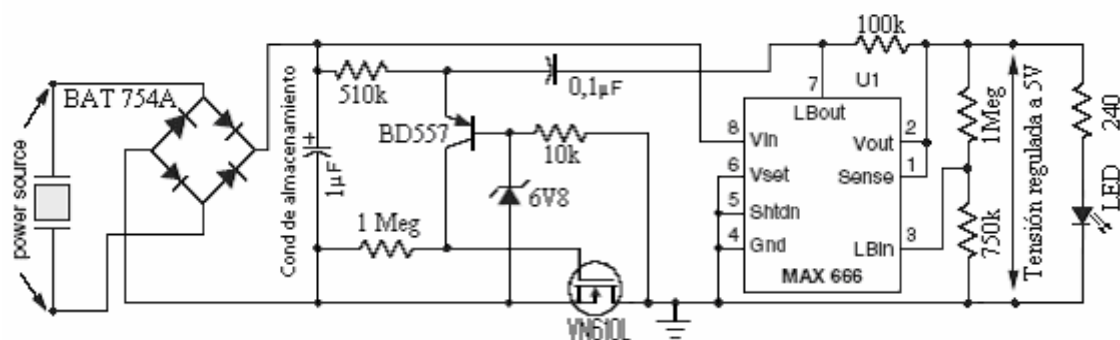 power source
BAT 754A
Cond de almacenamiento
+
1µF
510k
BD557
1 Meg
0,1µF
10k
6V8
VN610L
100k
U1
7
LBout
8
Vin
Vout
2
6
Vset
Sense
1
5
Shtdn
4
Gnd
LBin
3
MAX 666
1Meg
750k
Tensión regulada a 5V
240
LED